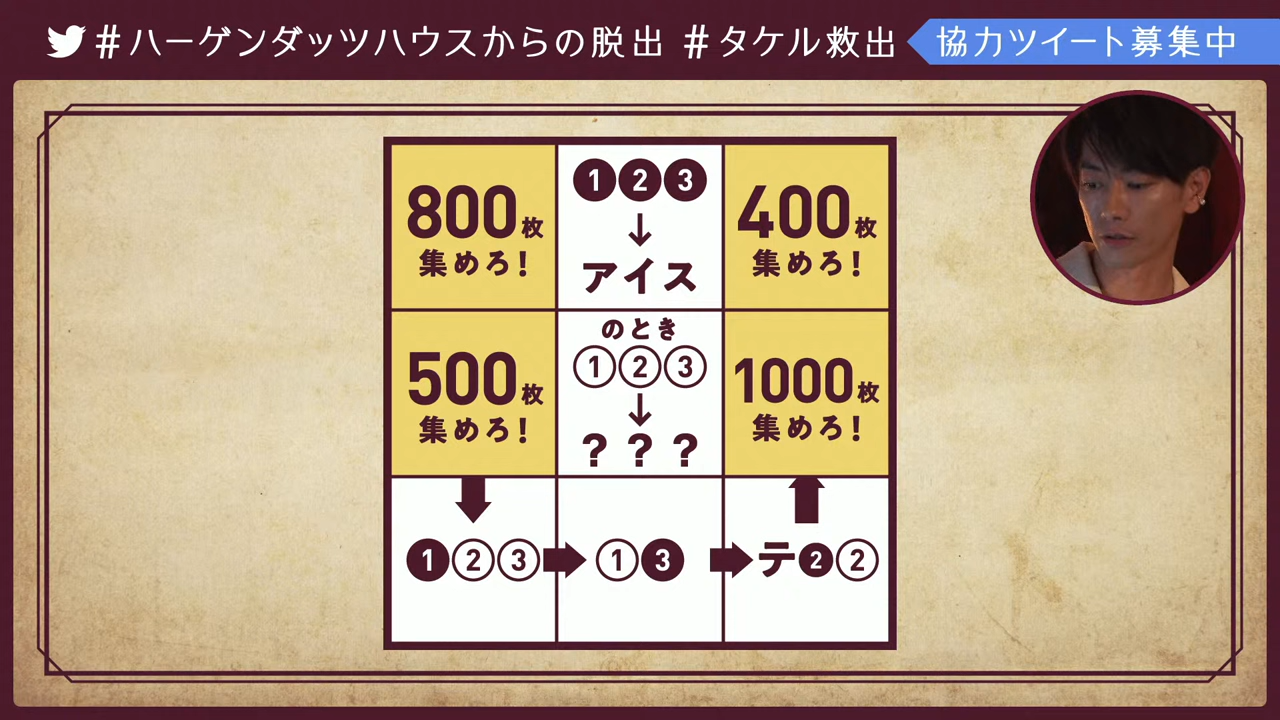 #ハーゲンダッツハウスからの脱出 #タケル救出
協力ツイート募集中
800枚
集めろ!
❶❷❸
↓
アイス
400枚
集めろ!
500枚
集めろ!
のとき
①②③
↓
???
1000枚
集めろ!
❶②③
①❸
テ❷②